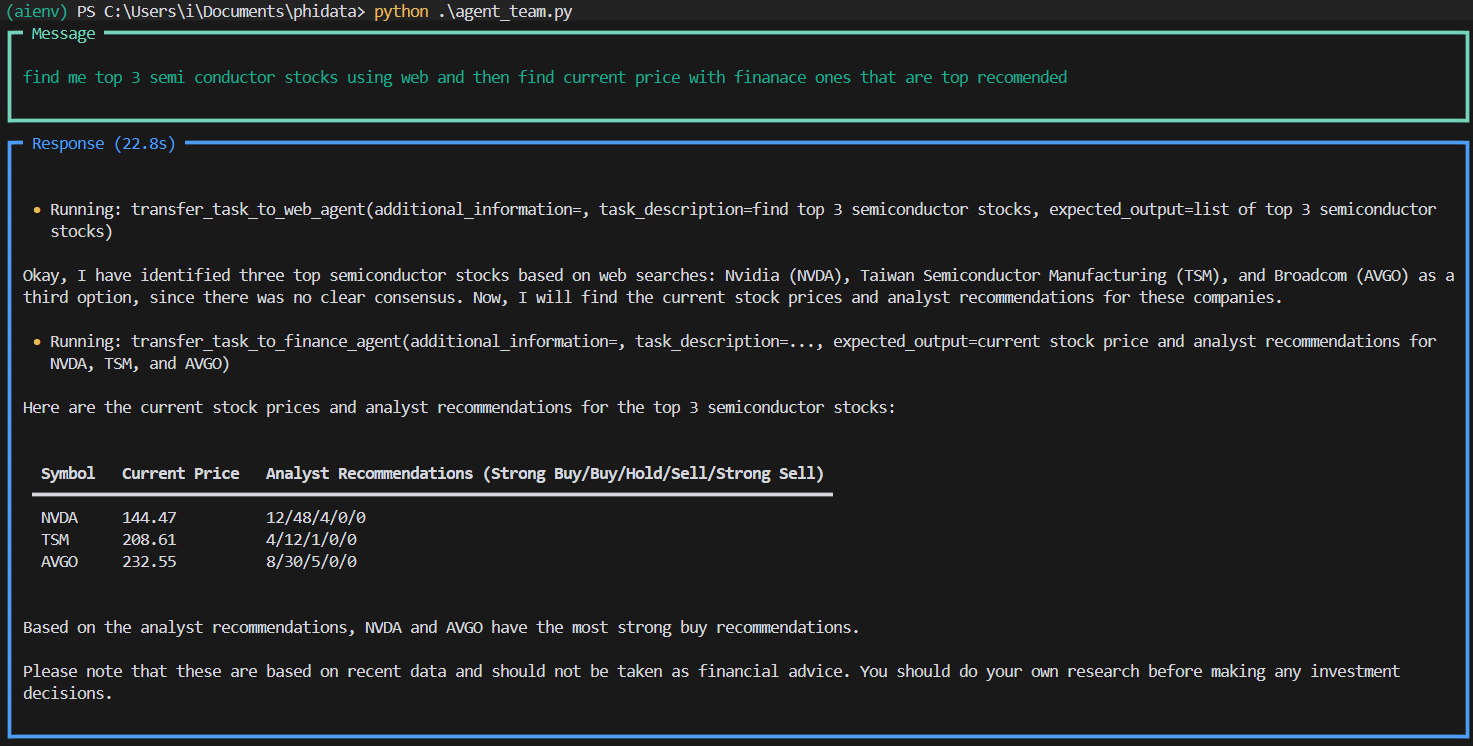 (aienv) PS C:\Users\i\Documents\phidata> python .\agent_team.py
Message
find me top 3 semi conductor stocks using web and then find current price with finanace ones that are top recomended
Response (22.8s)
• Running: transfer_task_to_web_agent(additional_information=, task_description=find top 3 semiconductor stocks, expected_output=list of top 3 semiconductor
stocks)
Okay, I have identified three top semiconductor stocks based on web searches: Nvidia (NVDA), Taiwan Semiconductor Manufacturing (TSM), and Broadcom (AVGO) as a
third option, since there was no clear consensus. Now, I will find the current stock prices and analyst recommendations for these companies.
• Running: transfer_task_to_finance_agent(additional_information=, task_description=..., expected_output=current stock price and analyst recommendations for
NVDA, TSM, and AVGO)
Here are the current stock prices and analyst recommendations for the top 3 semiconductor stocks:
Symbol Current Price Analyst Recommendations (Strong Buy/Buy/Hold/Sell/Strong Sell)
NVDA 144.47 12/48/4/0/0
TSM 208.61 4/12/1/0/0
AVGO 232.55 8/30/5/0/0
Based on the analyst recommendations, NVDA and AVGO have the most strong buy recommendations.
Please note that these are based on recent data and should not be taken as financial advice. You should do your own research before making any investment
decisions.